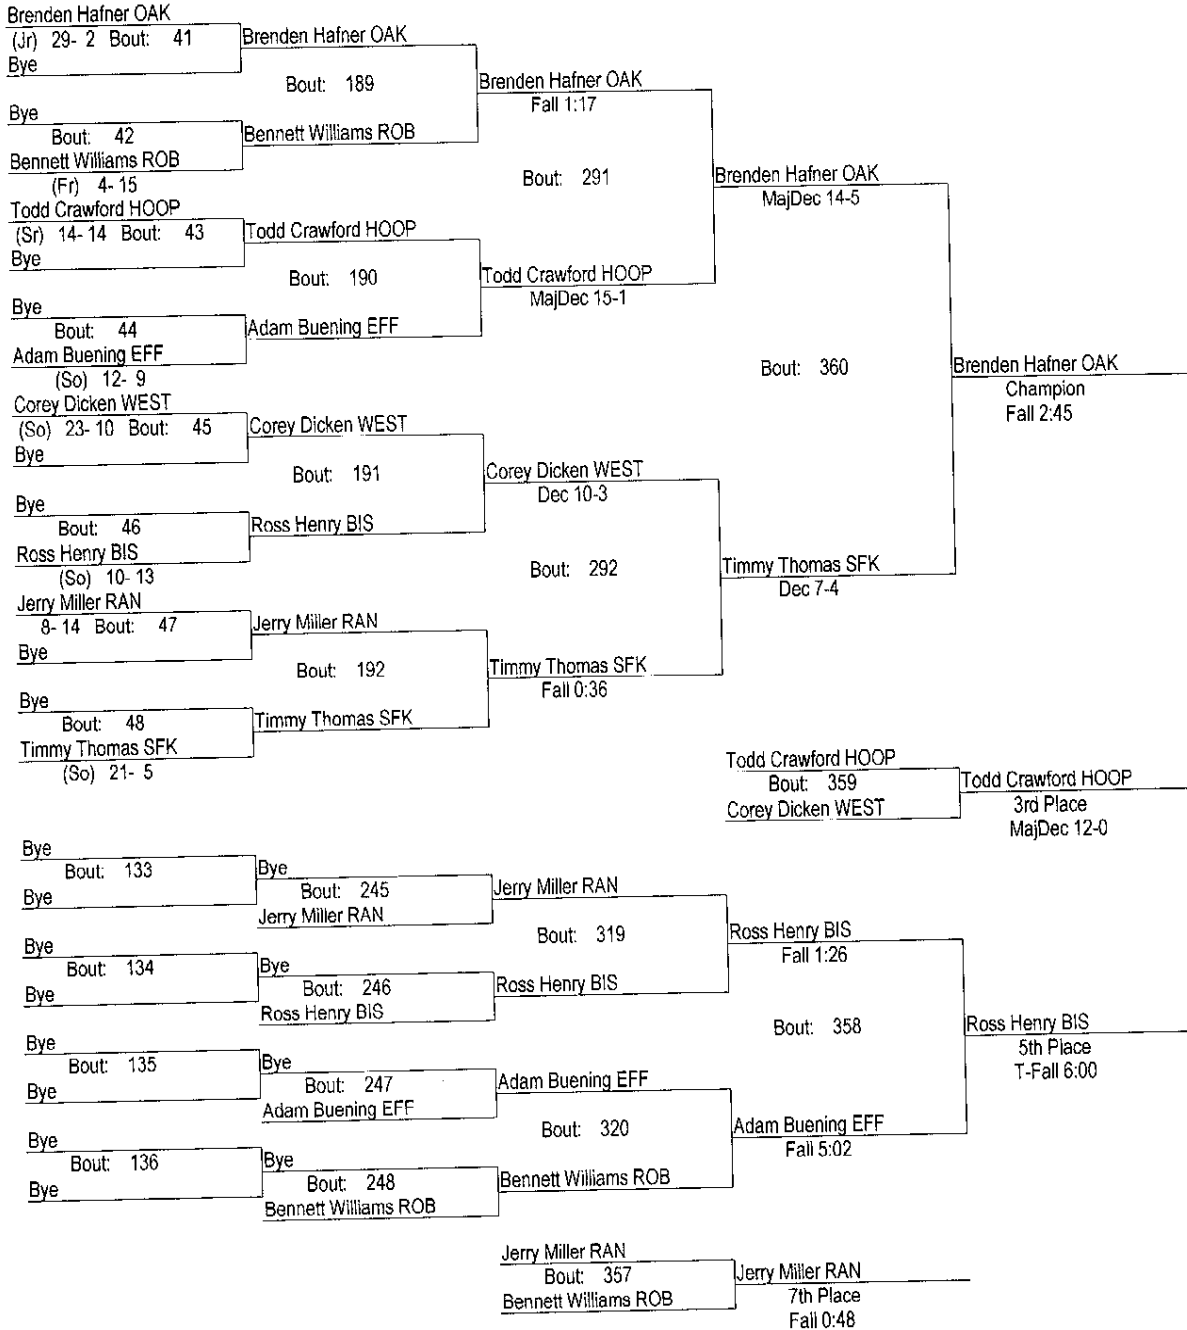 Brenden Hafner OAK
(Jr) 29- 2 Bout: 41
Bye
Brenden Hafner OAK
Bout: 189
Bye
Bout: 42
Bennett Williams ROB
(Fr) 4- 15
Bennett Williams ROB
Brenden Hafner OAK
Fall 1:17
Bout: 291
Todd Crawford HOOP
(Sr) 14- 14 Bout: 43
Bye
Todd Crawford HOOP
Bout: 190
Bye
Bout: 44
Adam Buening EFF
(So) 12- 9
Adam Buening EFF
Todd Crawford HOOP
MajDec 15-1
Brenden Hafner OAK
MajDec 14-5
Bout: 360
Brenden Hafner OAK
Champion
Fall 2:45
Corey Dicken WEST
(So) 23- 10 Bout: 45
Bye
Corey Dicken WEST
Bout: 191
Bye
Bout: 46
Ross Henry BIS
(So) 10- 13
Ross Henry BIS
Corey Dicken WEST
Dec 10-3
Bout: 292
Jerry Miller RAN
8- 14 Bout: 47
Bye
Jerry Miller RAN
Bout: 192
Bye
Bout: 48
Timmy Thomas SFK
(So) 21- 5
Timmy Thomas SFK
Timmy Thomas SFK
Fall 0:36
Timmy Thomas SFK
Dec 7-4
Todd Crawford HOOP
Bout: 359
Corey Dicken WEST
Todd Crawford HOOP
3rd Place
MajDec 12-0
Bye
Bout: 133
Bye
Bye
Bout: 245
Jerry Miller RAN
Jerry Miller RAN
Bout: 319
Bye
Bout: 134
Bye
Bye
Bout: 246
Ross Henry BIS
Ross Henry BIS
Ross Henry BIS
Fall 1:26
Bout: 358
Bye
Bout: 135
Bye
Bye
Bout: 247
Adam Buening EFF
Adam Buening EFF
Bout: 320
Bye
Bout: 136
Bye
Bye
Bout: 248
Bennett Williams ROB
Bennett Williams ROB
Adam Buening EFF
Fall 5:02
Ross Henry BIS
5th Place
T-Fall 6:00
Jerry Miller RAN
Bout: 357
Bennett Williams ROB
Jerry Miller RAN
7th Place
Fall 0:48